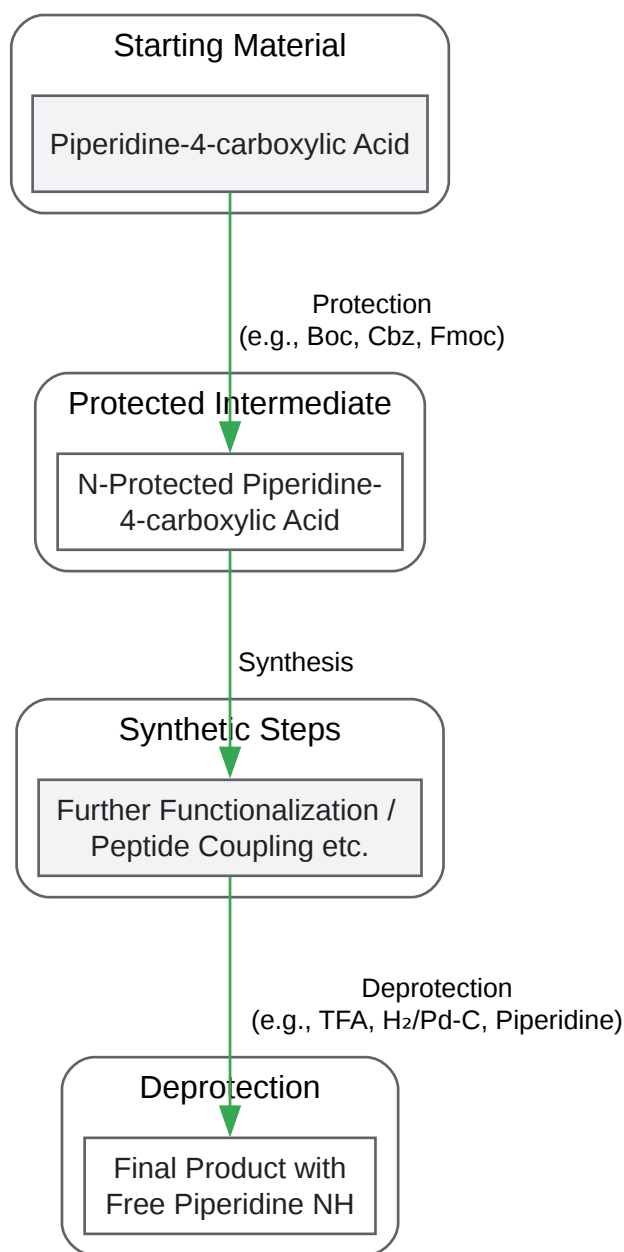 Starting Material
Piperidine-4-carboxylic Acid
Protection
(e.g., Boc, Cbz, Fmoc)
Protected Intermediate
N-Protected Piperidine-
4-carboxylic Acid
Synthesis
Synthetic Steps
Further Functionalization /
Peptide Coupling etc.
Deprotection
(e.g., TFA, H₂/Pd-C, Piperidine)
Deprotection
Final Product with
Free Piperidine NH